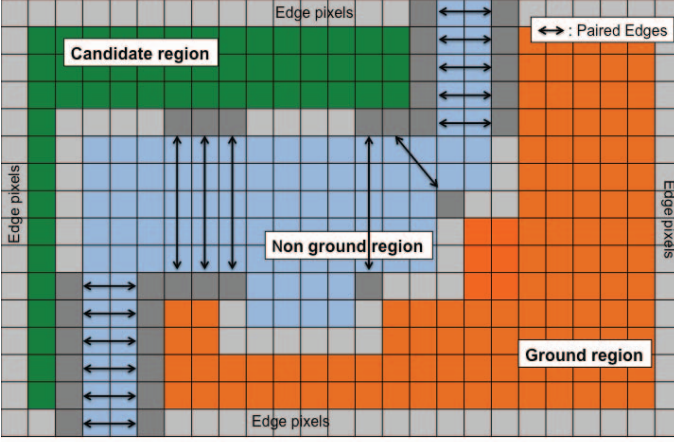 Edge pixels
: Paired Edges
Candidate region
Edge pixels
Edge pixels
Non ground region
Ground region
Edge pixels